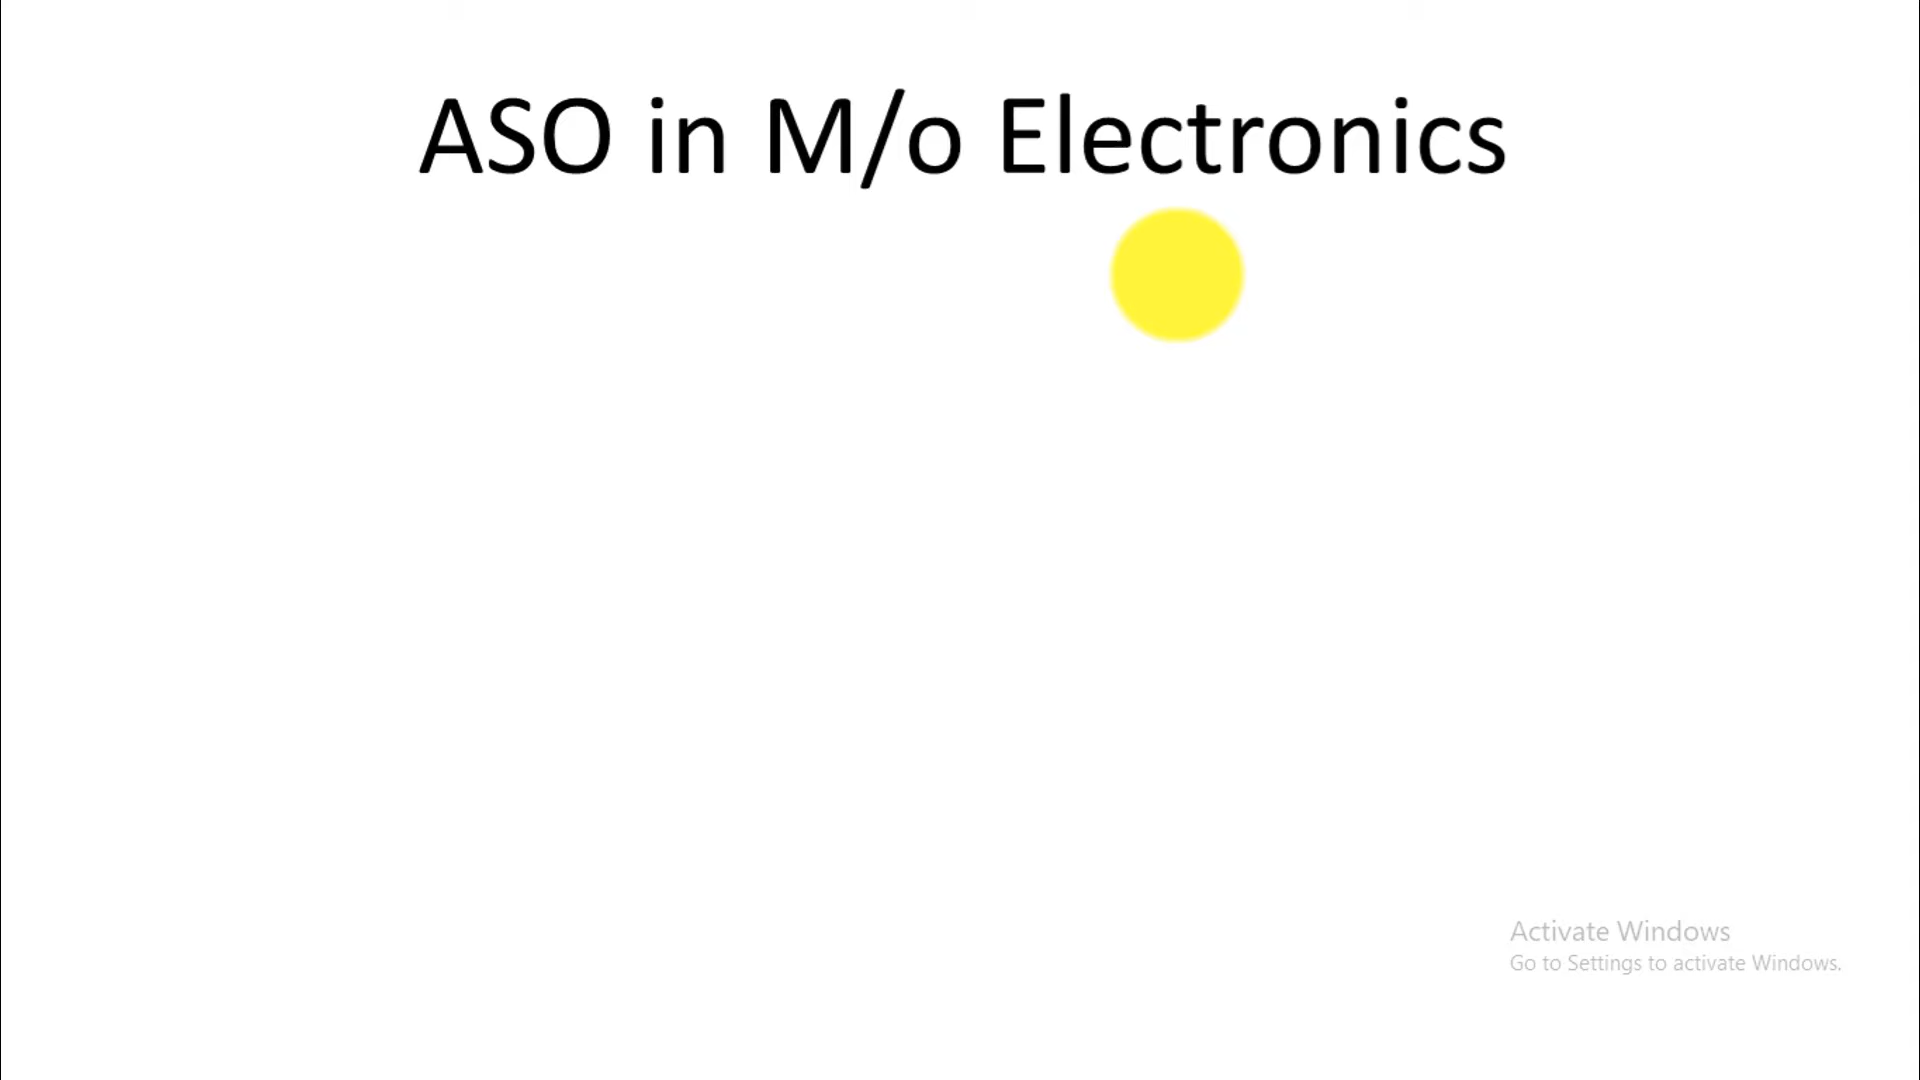 ASO in M/o Electronics
Activate Windows
Go to Settings to activate Windows.